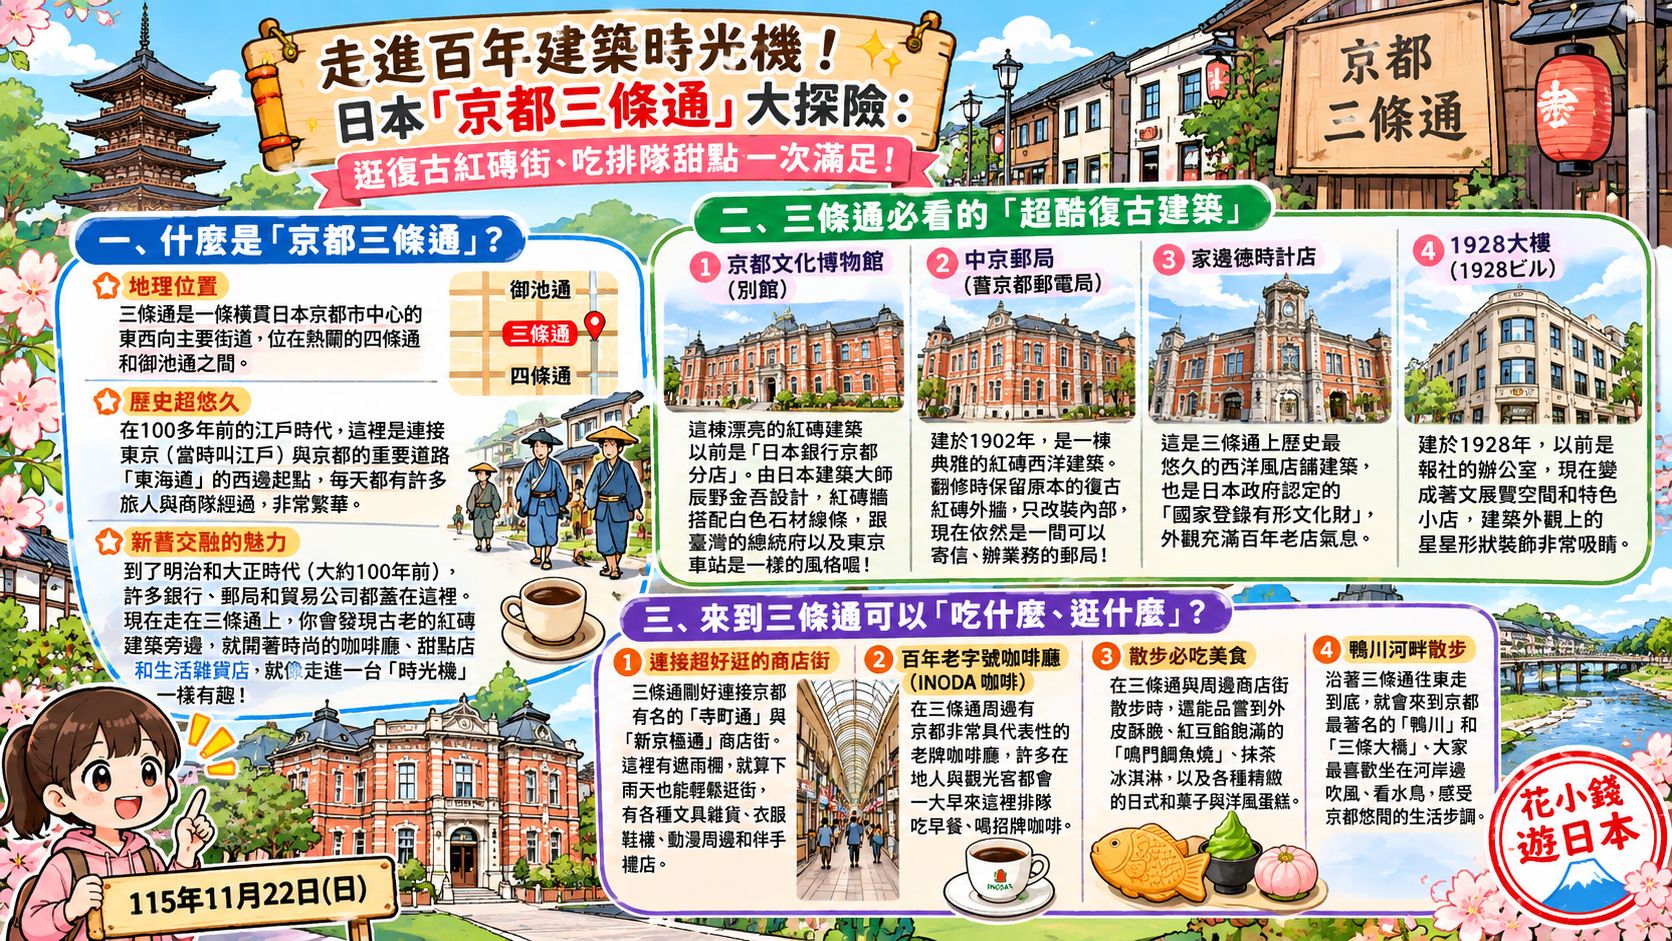 走進百年建築時光機！
日本「京都三條通」大探險：
逛復古紅磚街、吃排隊甜點 一次滿足！
京都
三條通
一、什麼是「京都三條通」？
地理位置
三條通是一條橫貫日本京都市中心的
東西向主要街道，位在熱鬧的四條通
和御池通之間。
御池通
三條通
四條通
歷史超悠久
在100多年前的江戶時代，這裡是連接
東京（當時叫江戶）與京都的重要道路
「東海道」的西邊起點，每天都有許多
旅人與商隊經過，非常繁華。
新舊交融的魅力
到了明治和大正時代（大約100年前），
許多銀行、郵局和貿易公司都蓋在這裡。
現在走在三條通上，你會發現古老的紅磚
建築旁邊，就開著時尚的咖啡廳、甜點店
和生活雜貨店，就像走進一台「時光機」
一樣有趣！
115年11月22日(日)
二、三條通必看的「超酷復古建築」
1 京都文化博物館
（別館）
這棟漂亮的紅磚建築
以前是「日本銀行京都
分店」。由日本建築大師
辰野金吾設計，紅磚牆
搭配白色石材線條，跟
臺灣的總統府以及東京
車站是一樣的風格喔！
2 中京郵局
（舊京都郵電局）
建於1902年，是一棟
典雅的紅磚西洋建築。
翻修時保留原本的復古
紅磚外牆，只改裝內部，
現在依然是一間可以
寄信、辦業務的郵局！
3 家邊德時計店
這是三條通上歷史最
悠久的西洋風店舖建築，
也是日本政府認定的
「國家登錄有形文化財」，
外觀充滿百年老店氣息。
4 1928大樓
（1928ビル）
建於1928年，以前是
報社的辦公室，現在變
成著文展覽空間和特色
小店，建築外觀上的
星星形狀裝飾非常吸睛。
三、來到三條通可以「吃什麼、逛什麼」？
1 連接超好逛的商店街
三條通剛好連接京都
有名的「寺町通」與
「新京極通」商店街。
這裡有遮雨棚，就算下
雨天也能輕鬆逛街，
有各種文具雜貨、衣服
鞋襪、動漫周邊和伴手
禮店。
2 百年老字號咖啡廳
（INODA 咖啡）
在三條通周邊有
京都非常具代表性的
老牌咖啡廳，許多在
地人與觀光客都會
一大早來這裡排隊
吃早餐、喝招牌咖啡。
3 散步必吃美食
在三條通與周邊商店街
散步時，還能品嘗到外
皮酥脆、紅豆餡飽滿的
「鳴門鯛魚燒」、抹茶
冰淇淋，以及各種精緻
的日式和菓子與洋風蛋糕。
4 鴨川河畔散步
沿著三條通往東走
到底，就會來到京都
最著名的「鴨川」和
「三條大橋」、大家
最喜歡坐在河岸邊
吹風、看水鳥，感受
京都悠閒的生活步調。
花小錢
遊日本